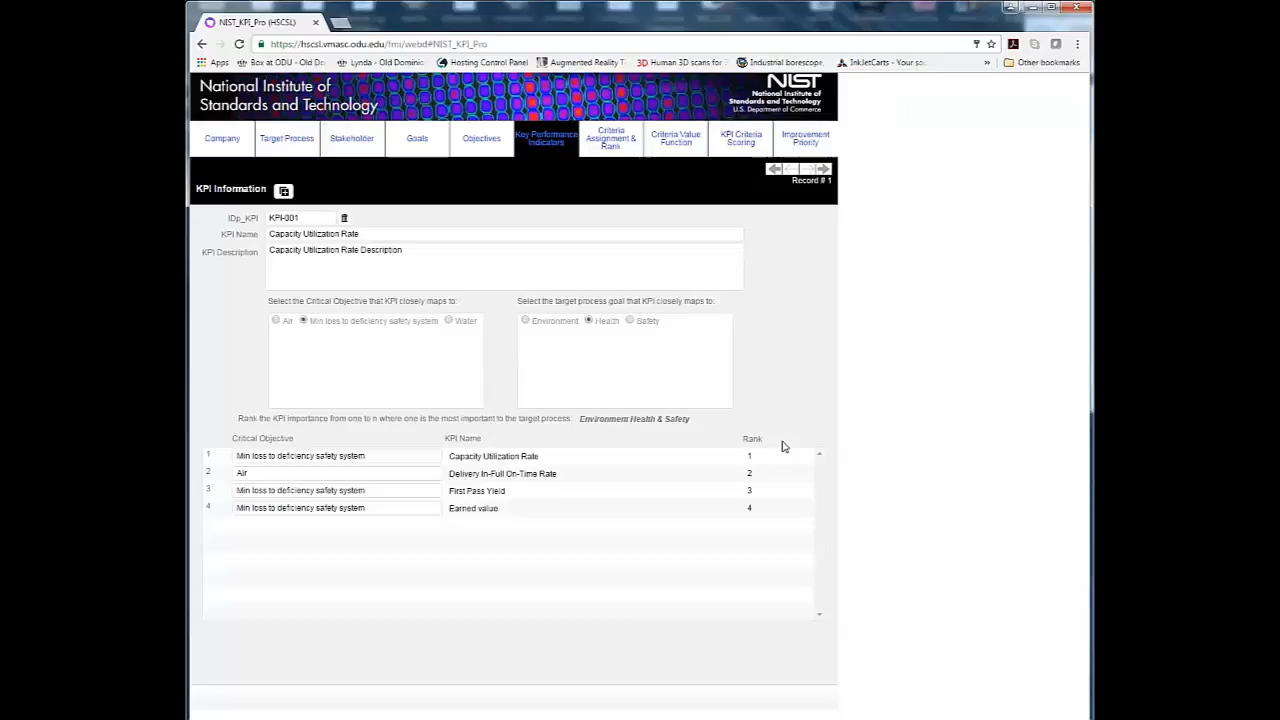 NIST_KPI_Pro (HSCSL)
https://hscsl.vmasc.odu.edu/fmi/webd#NIST_KPI_Pro
Apps Box at ODU - Old Do Lynda - Old Dominio Hosting Control Panel Augmented Reality T 3D Human 3D scans for Industrial borescope, InkJetCarts - Your so » Other bookmarks
National Institute of
Standards and Technology
NIST
National Institute of
Standards and Technology
U.S. Department of Commerce
Company
Target Process
Stakeholder
Goals
Objectives
Key Performance
Indicators
Criteria
Assignment &
Rank
Criteria Value
Function
KPI Criteria
Scoring
Improvement
Priority
Record # 1
KPI Information
IDp_KPI KPI-001
KPI Name Capacity Utilization Rate
KPI Description Capacity Utilization Rate Description
Select the Critical Objective that KPI closely maps to: Select the target process goal that KPI closely maps to:
Air Min loss to deficiency safety system Water Environment Health Safety
Rank the KPI importance from one to n where one is the most important to the target process: Environment Health & Safety
Critical Objective KPI Name Rank
1 Min loss to deficiency safety system Capacity Utilization Rate 1
2 Air Delivery In-Full On-Time Rate 2
3 Min loss to deficiency safety system First Pass Yield 3
4 Min loss to deficiency safety system Earned value 4